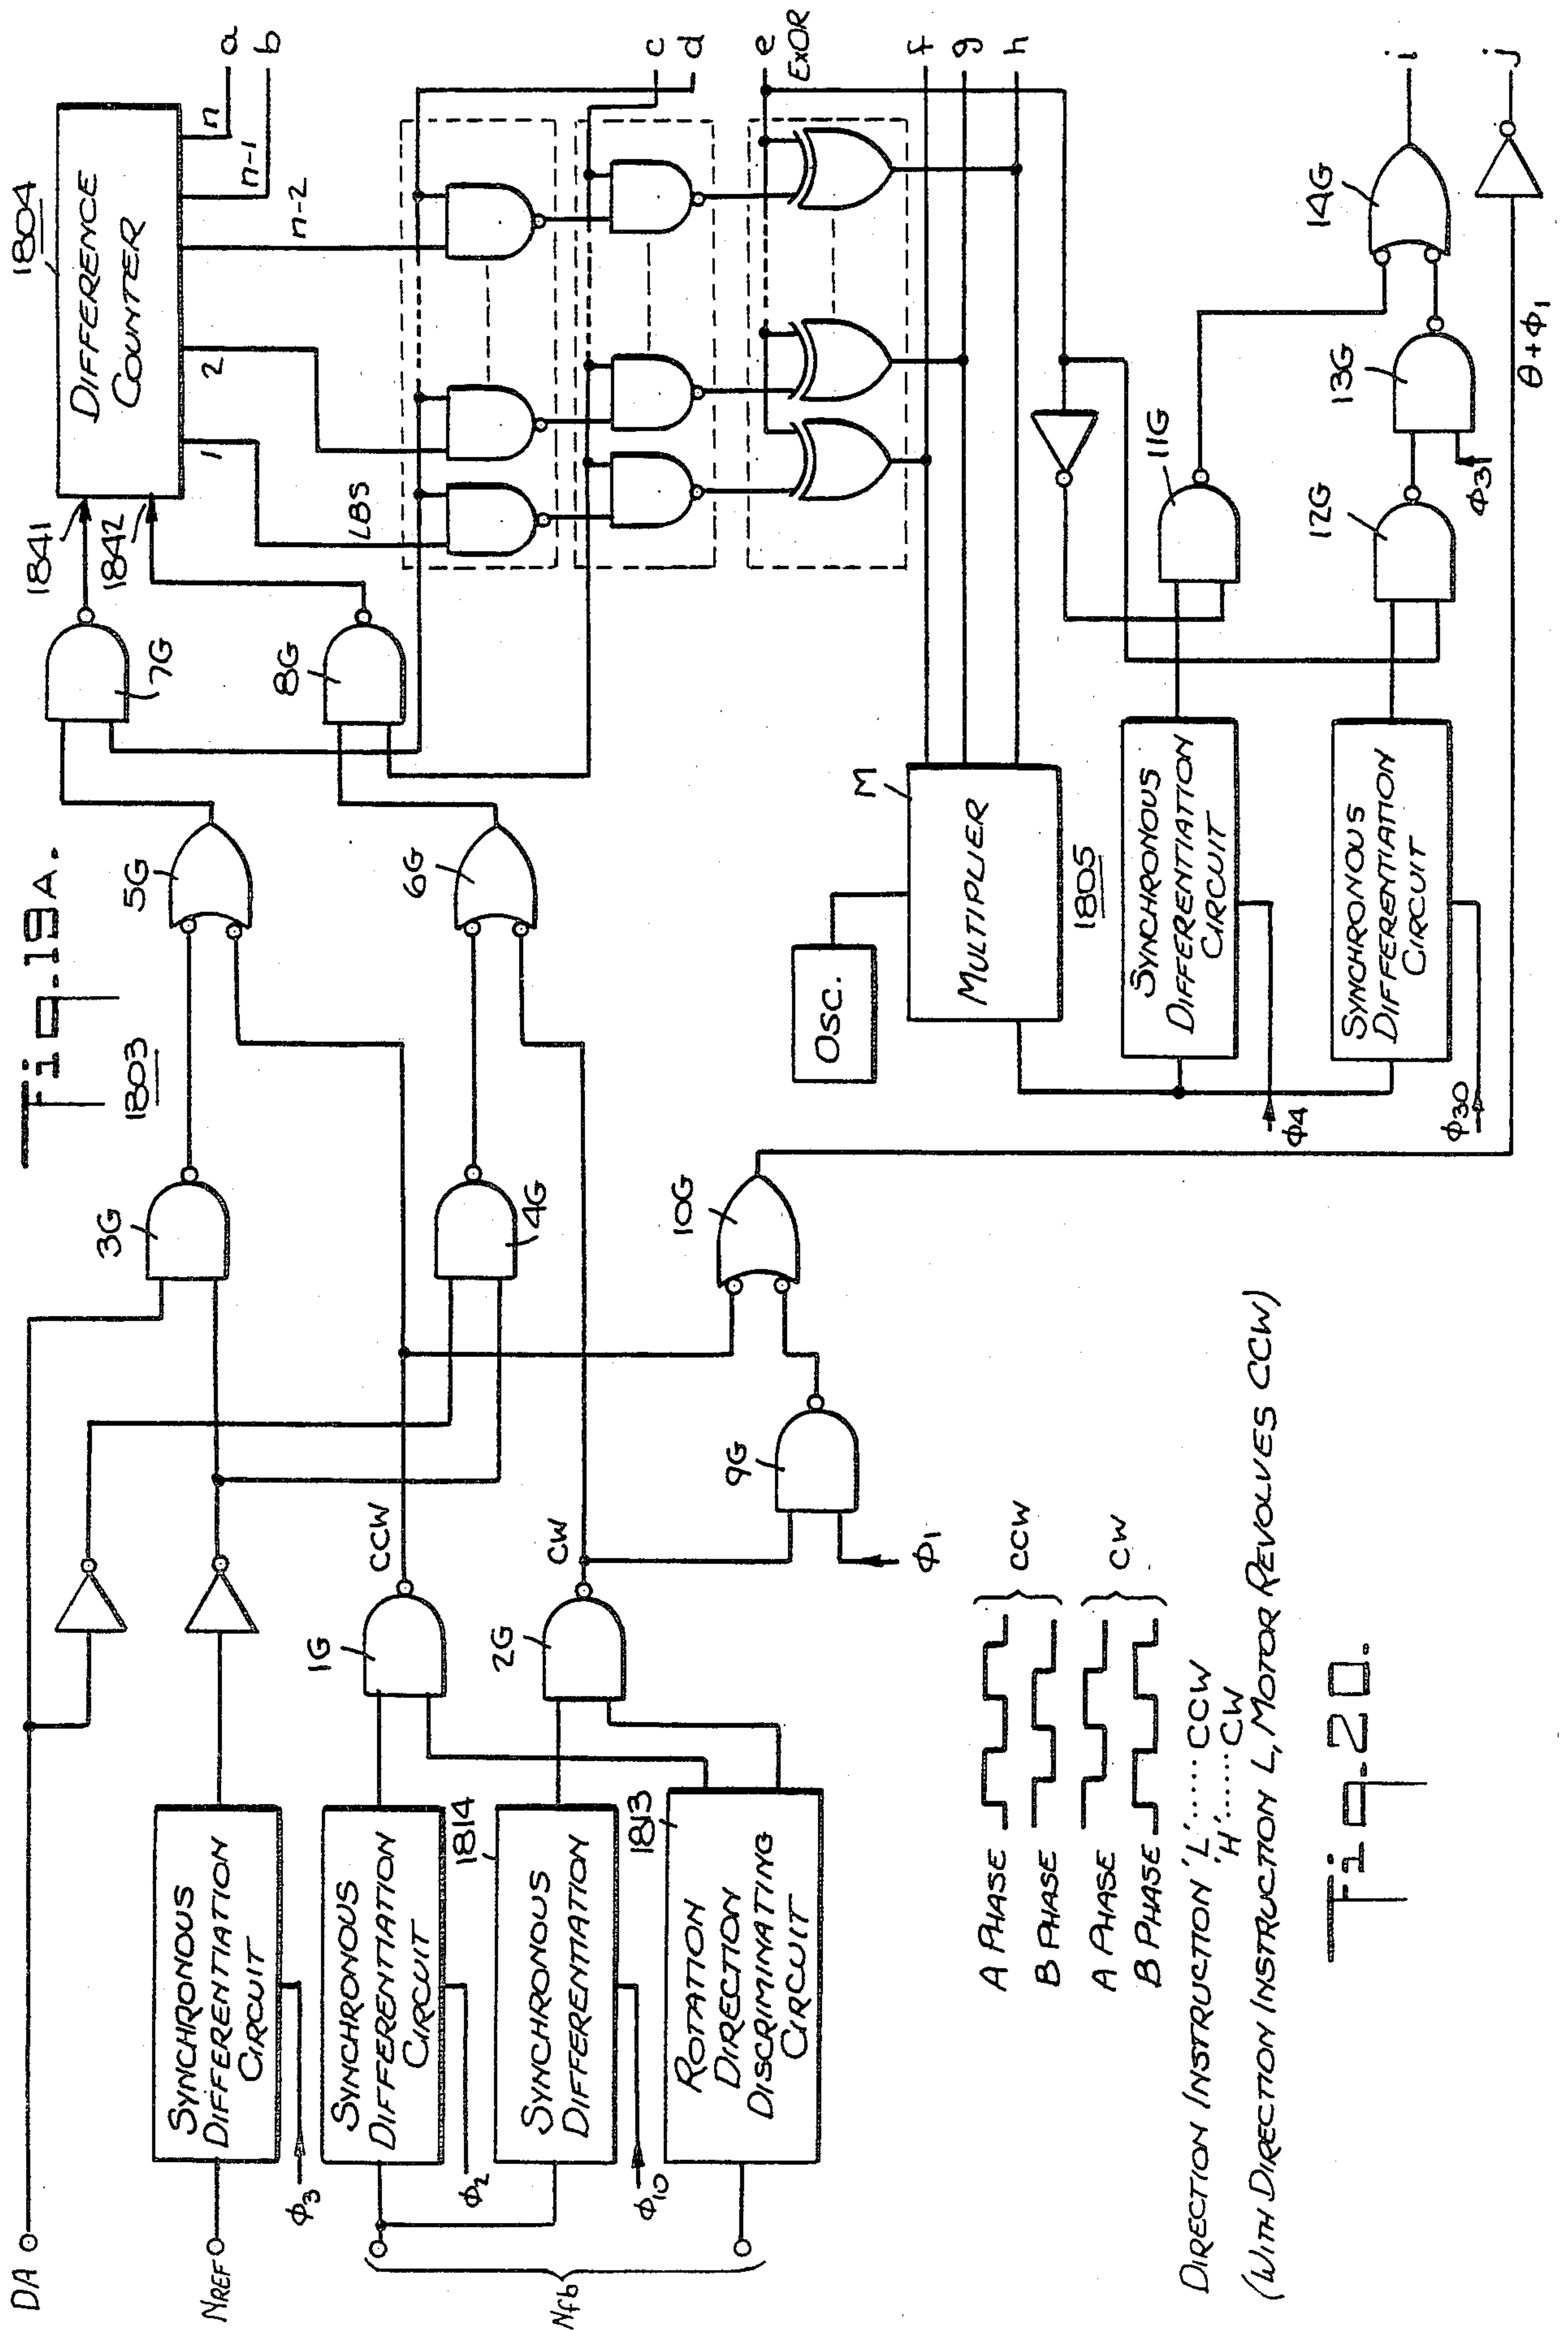 Fig.19A.
1803
DA
NREF
Nfb
SYNCHRONOUS
DIFFERENTIATION
CIRCUIT
ϕ3
SYNCHRONOUS
DIFFERENTIATION
CIRCUIT
ϕ2
1814
SYNCHRONOUS
DIFFERENTIATION
ϕ10
1813
ROTATION
DIRECTION
DISCRIMINATING
CIRCUIT
1G
2G
CCW
CW
3G
4G
5G
6G
7G
8G
9G
ϕ1
10G
1841
1842
1804
DIFFERENCE
COUNTER
1
2
n-2
n-1
n
LBS
a
b
c
d
e
EXOR
f
g
h
i
j
OSC.
M
MULTIPLIER
1805
SYNCHRONOUS
DIFFERENTIATION
CIRCUIT
ϕ4
SYNCHRONOUS
DIFFERENTIATION
CIRCUIT
ϕ30
11G
12G
13G
ϕ31
14G
θ+ϕ1
A PHASE
B PHASE
CCW
A PHASE
B PHASE
CW
DIRECTION INSTRUCTION 'L'......CCW
'H'......CW
(WITH DIRECTION INSTRUCTION L, MOTOR REVOLVES CCW)
Fig.20.